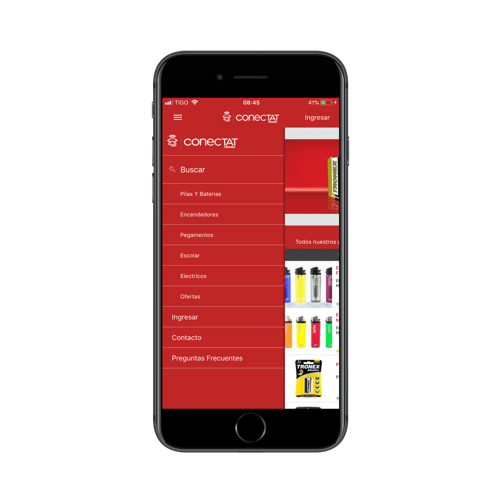 TIGO 08:45 41%
conecTAT Ingresar
conecTAT
Buscar
Pilas Y Baterias
Encendedores
Pegamentos
Escolar
Electricos
Ofertas
Ingresar
Contacto
Preguntas Frecuentes
TRONEX
Todos nuestros p
E
E
P
TRONEX